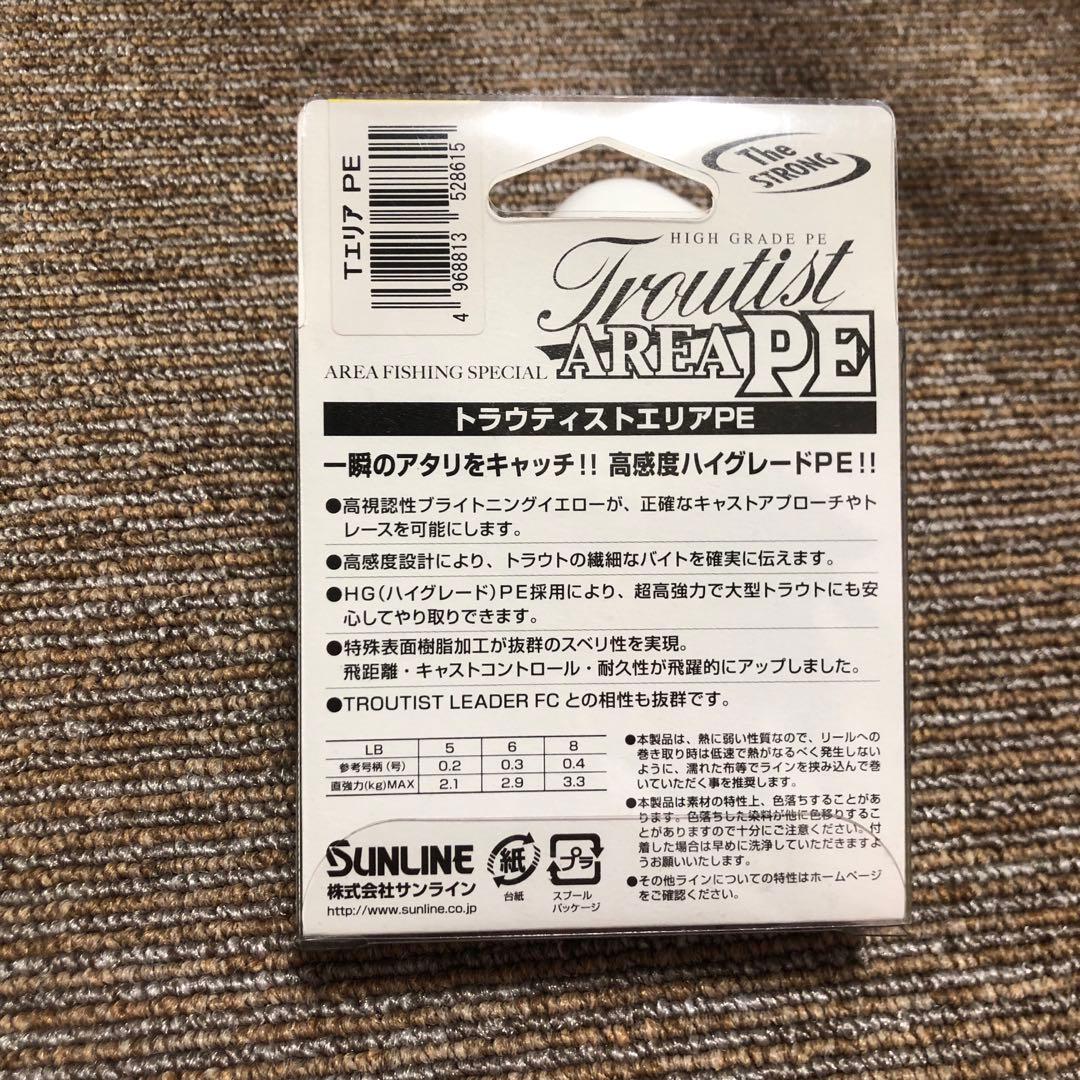 TエリアPE
4 968813 528615
The STRONG
HIGH GRADE PE
Troutist
AREA PE
AREA FISHING SPECIAL
トラウティストエリアPE
一瞬のアタリをキャッチ!! 高感度ハイグレードPE!!
●高視認性ブライトニングイエローが、正確なキャストアプローチやト
レースを可能にします。
●高感度設計により、トラウトの繊細なバイトを確実に伝えます。
●HG(ハイグレード)PE採用により、超高強力で大型トラウトにも安
心してやり取りできます。
●特殊表面樹脂加工が抜群のスベリ性を実現。
飛距離・キャストコントロール・耐久性が飛躍的にアップしました。
●TROUTIST LEADER FC との相性も抜群です。
LB 5 6 8
参考号柄(号) 0.2 0.3 0.4
直強力(kg)MAX 2.1 2.9 3.3
●本製品は、熱に弱い性質なので、リールへの
巻き取り時は低速で熱がなるべく発生しない
ように、濡れた布等でラインを挟み込んで巻
いていただく事を推奨します。
●本製品は素材の特性上、色落ちすることがあ
ります。色落ちした染料が他に色移りするこ
とがありますので十分にご注意ください。付
着した場合は早めに洗浄していただきますよ
うお願いいたします。
●その他ラインについての特性はホームページ
をご確認ください。
SUNLINE
株式会社サンライン
http://www.sunline.co.jp
紙
台紙
プラ
スプール
パッケージ